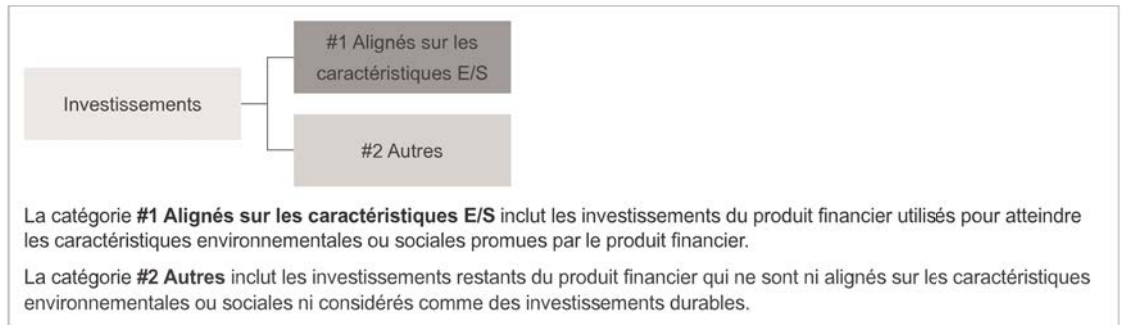 #1 Alignés sur les
caractéristiques E/S
Investissements
#2 Autres
La catégorie #1 Alignés sur les caractéristiques E/S inclut les investissements du produit financier utilisés pour atteindre
les caractéristiques environnementales ou sociales promues par le produit financier.
La catégorie #2 Autres inclut les investissements restants du produit financier qui ne sont ni alignés sur les caractéristiques
environnementales ou sociales ni considérés comme des investissements durables.